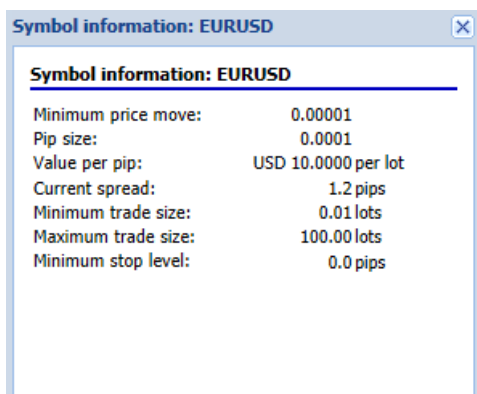 Symbol information: EURUSD
Symbol information: EURUSD
Minimum price move: 0.00001
Pip size: 0.0001
Value per pip: USD 10.0000 per lot
Current spread: 1.2 pips
Minimum trade size: 0.01 lots
Maximum trade size: 100.00 lots
Minimum stop level: 0.0 pips